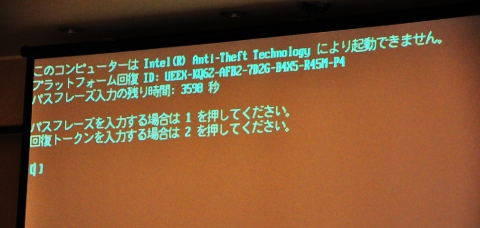 このコンピューターは Intel(R) Anti-Theft Technology により起動できません。
プラットフォーム回復 ID: UEEX-KQ62-AFB2-7D2G-B4X5-R45M-P4
パスフレーズ入力の残り時間: 3598 秒
パスフレーズを入力する場合は 1 を押してください。
回復トークンを入力する場合は 2 を押してください。
[ ]